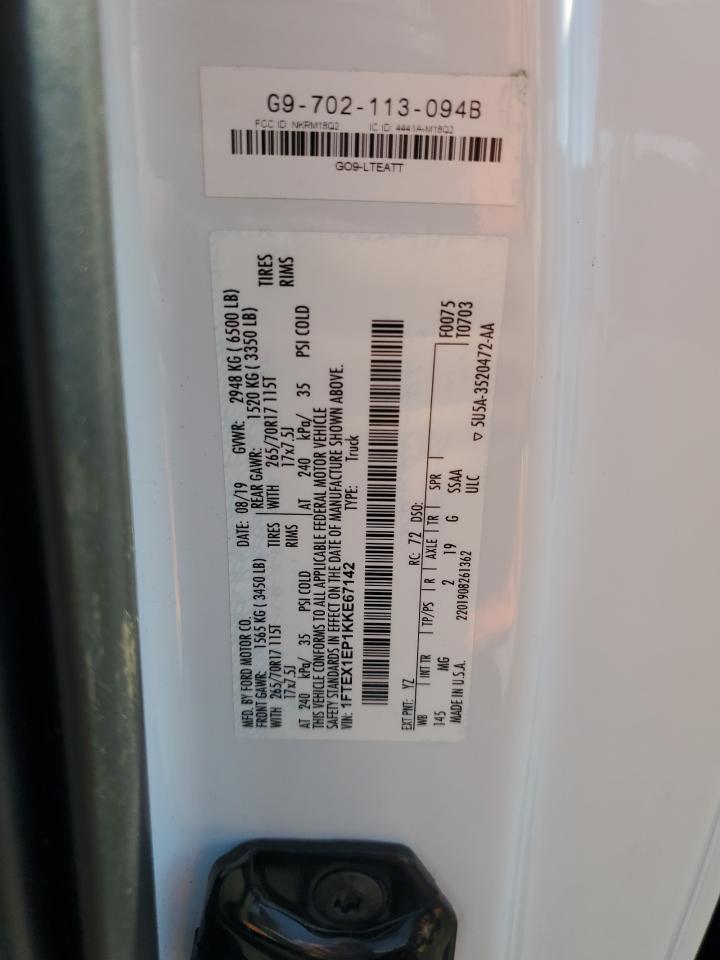 G9-702-113-094B
FCC ID: NKRM18Q2 IC ID: 4441A-M18Q2
GO9-LTEATT
MFD. BY FORD MOTOR CO. DATE: 08/19 GVWR: 2948 KG ( 6500 LB)
FRONT GAWR: 1565 KG ( 3450 LB) REAR GAWR: 1520 KG ( 3350 LB)
WITH 265/70R17 115T TIRES WITH 265/70R17 115T TIRES
17x7.5J RIMS 17x7.5J RIMS
AT 240 kPa/ 35 PSI COLD AT 240 kPa/ 35 PSI COLD
THIS VEHICLE CONFORMS TO ALL APPLICABLE FEDERAL MOTOR VEHICLE
SAFETY STANDARDS IN EFFECT ON THE DATE OF MANUFACTURE SHOWN ABOVE.
VIN: 1FTEX1EP1KKE67142 TYPE: Truck
EXT PNT: YZ RC: 72 DSO: F0075
WB INT TR TP/PS R AXLE TR SPR T0703
145 MG 2 19 G SSAA
MADE IN U.S.A. 2201908261362 ULC
▽ 5U5A-3520472-AA